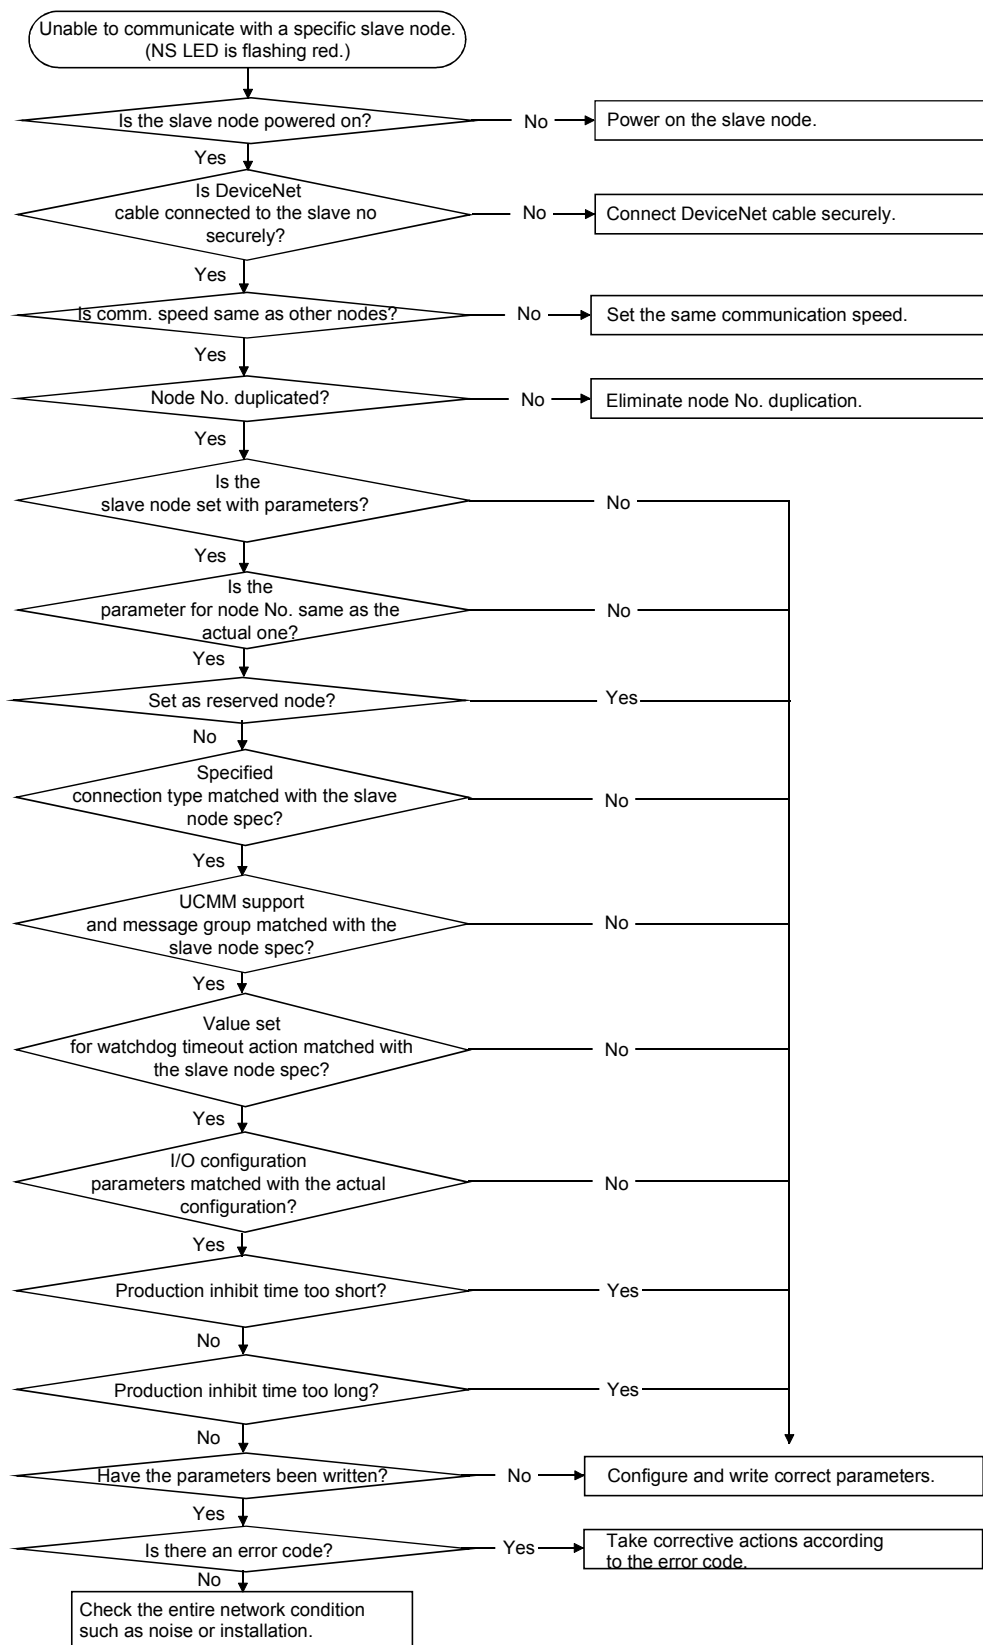 Unable to communicate with a specific slave node.
(NS LED is flashing red.)
Is the slave node powered on?
No
Power on the slave node.
Yes
Is DeviceNet
cable connected to the slave no
securely?
No
Connect DeviceNet cable securely.
Yes
Is comm. speed same as other nodes?
No
Set the same communication speed.
Yes
Node No. duplicated?
No
Eliminate node No. duplication.
Yes
Is the
slave node set with parameters?
No
Yes
Is the
parameter for node No. same as the
actual one?
No
Yes
Set as reserved node?
Yes
No
Specified
connection type matched with the slave
node spec?
No
Yes
UCMM support
and message group matched with the
slave node spec?
No
Yes
Value set
for watchdog timeout action matched with
the slave node spec?
No
Yes
I/O configuration
parameters matched with the actual
configuration?
No
Yes
Production inhibit time too short?
Yes
No
Production inhibit time too long?
Yes
No
Have the parameters been written?
No
Configure and write correct parameters.
Yes
Is there an error code?
Yes
Take corrective actions according
to the error code.
No
Check the entire network condition
such as noise or installation.